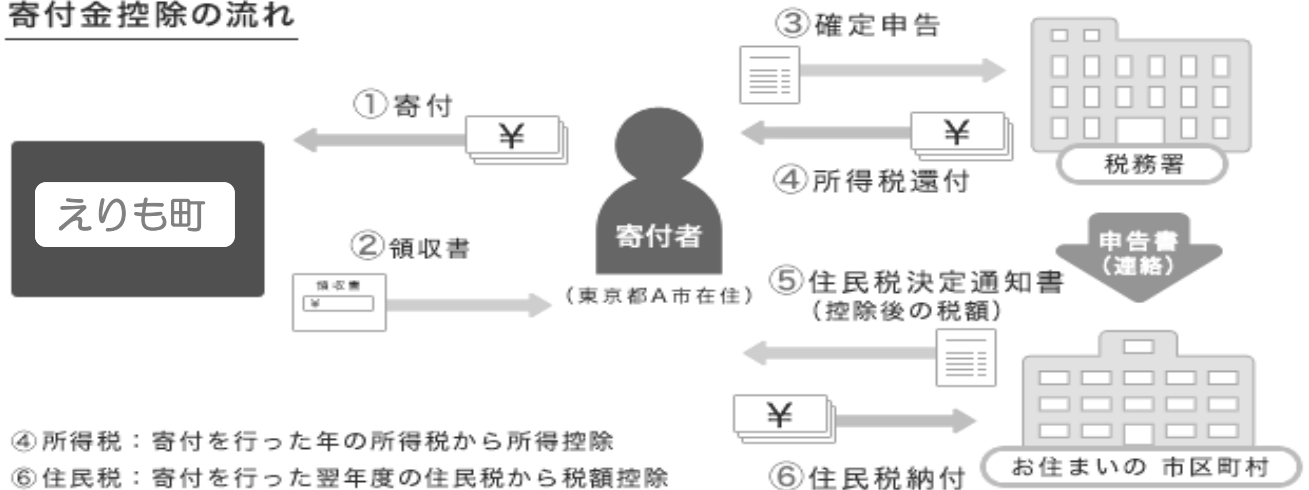 寄付金控除の流れ
①寄付
¥
えりも町
②領収書
領収書
¥
寄付者
(東京都A市在住)
③確定申告
¥
④所得税還付
税務署
申告書
(連絡)
⑤住民税決定通知書
(控除後の税額)
¥
⑥住民税納付
お住まいの 市区町村
④所得税：寄付を行った年の所得税から所得控除
⑥住民税：寄付を行った翌年度の住民税から税額控除